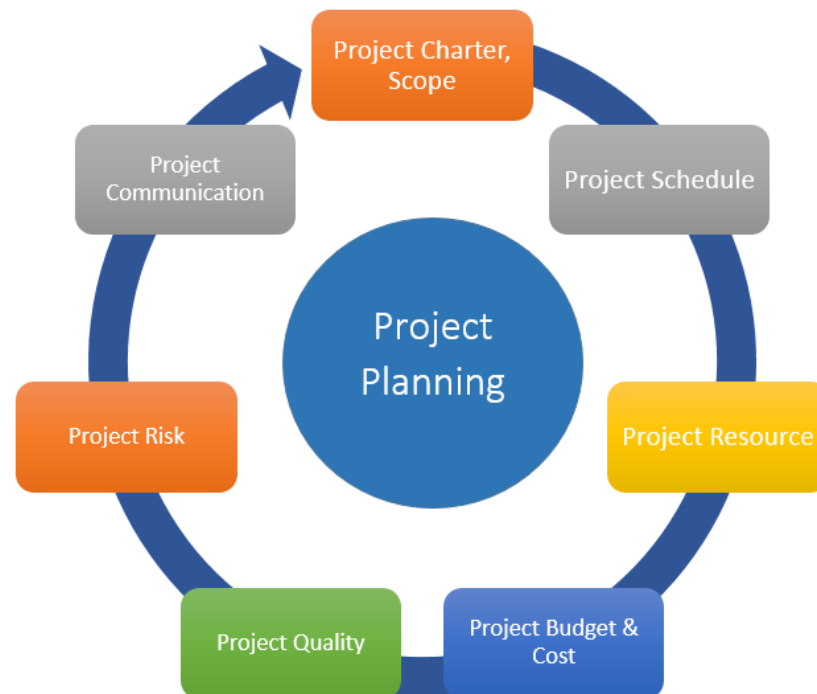 Project Charter,
Scope
Project Schedule
Project Resource
Project Budget &
Cost
Project Quality
Project Risk
Project
Communication
Project
Planning